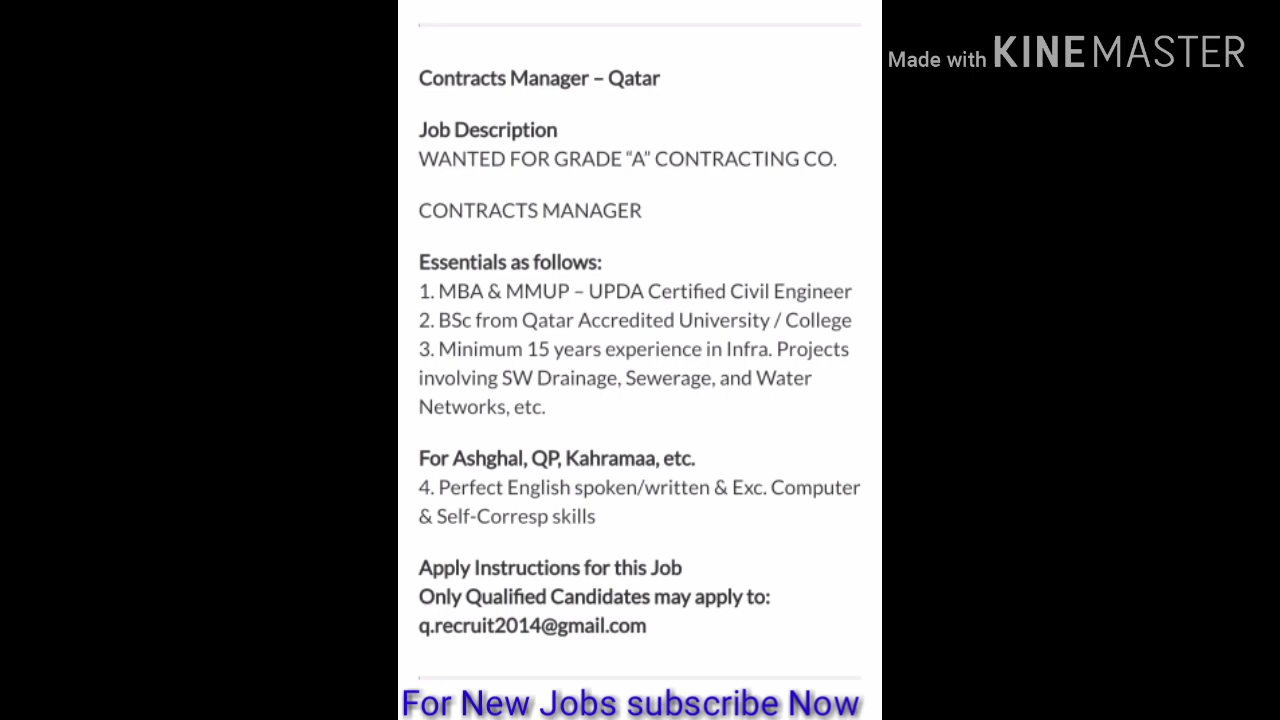 Made with KINEMASTER
Contracts Manager – Qatar
Job Description
WANTED FOR GRADE “A” CONTRACTING CO.
CONTRACTS MANAGER
Essentials as follows:
1. MBA & MMUP – UPDA Certified Civil Engineer
2. BSc from Qatar Accredited University / College
3. Minimum 15 years experience in Infra. Projects
involving SW Drainage, Sewerage, and Water
Networks, etc.
For Ashghal, QP, Kahramaa, etc.
4. Perfect English spoken/written & Exc. Computer
& Self-Corresp skills
Apply Instructions for this Job
Only Qualified Candidates may apply to:
q.recruit2014@gmail.com
For New Jobs subscribe Now